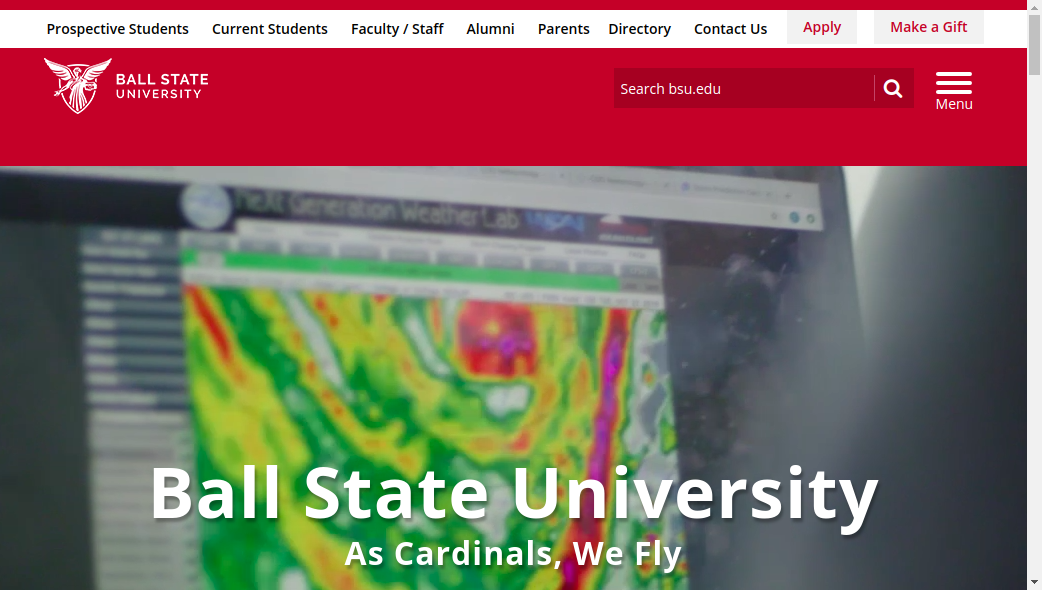 Prospective Students Current Students Faculty / Staff Alumni Parents Directory Contact Us Apply Make a Gift
BALL STATE
UNIVERSITY
Search bsu.edu
Menu
NeXt Generation Weather Lab
Ball State University
As Cardinals, We Fly